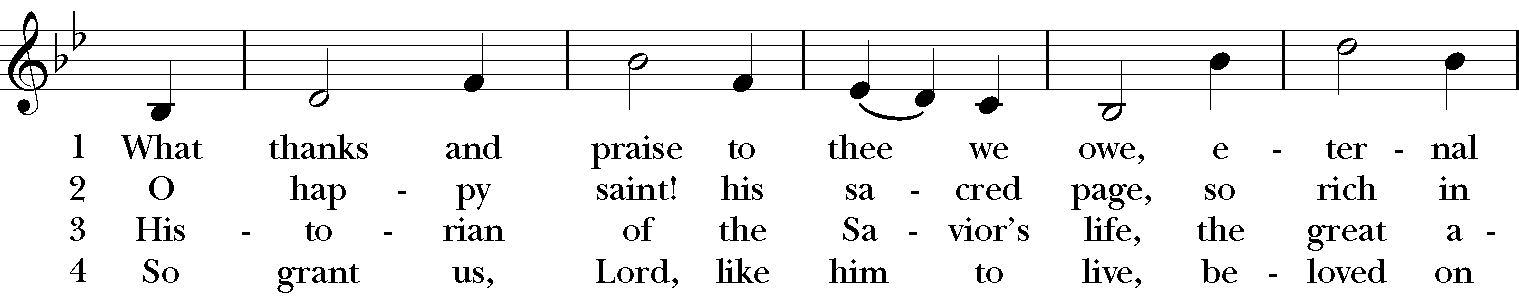 1 What thanks and praise to thee we owe, e - ter - nal
2 O hap - py saint! his sa - cred page, so rich in
3 His - to - rian of the Sa - vior's life, the great a -
4 So grant us, Lord, like him to live, be - loved on